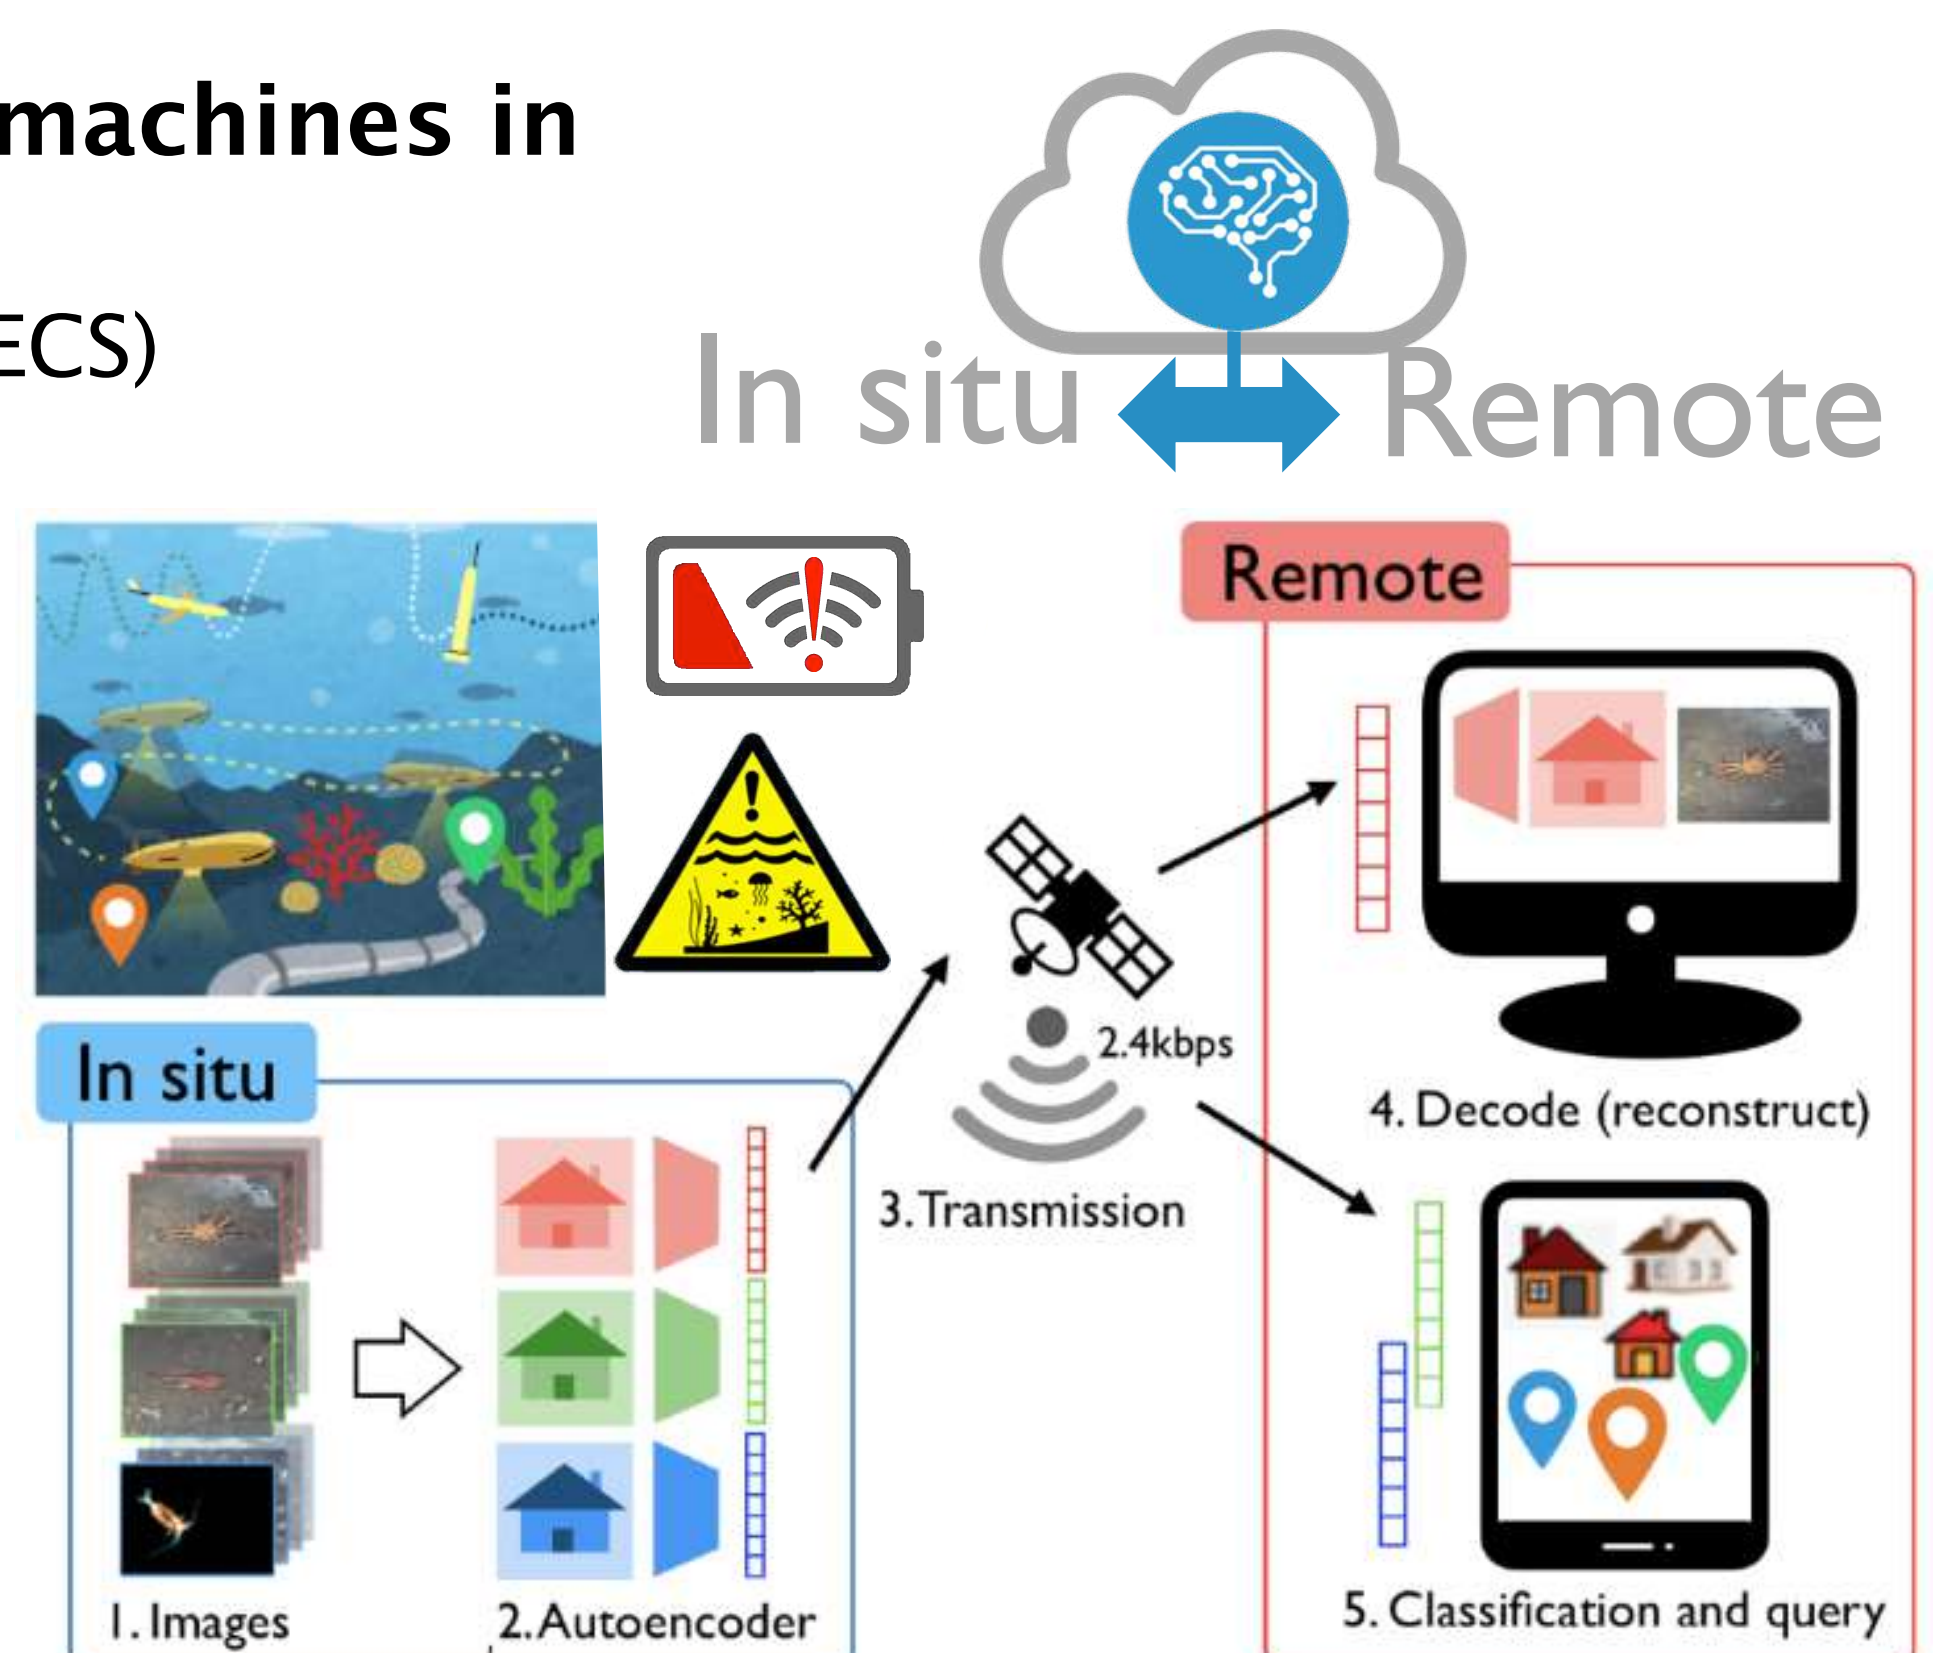 machines in
ECS)
In situ
Remote
Remote
In situ
2.4kbps
3. Transmission
4. Decode (reconstruct)
1. Images
2. Autoencoder
5. Classification and query